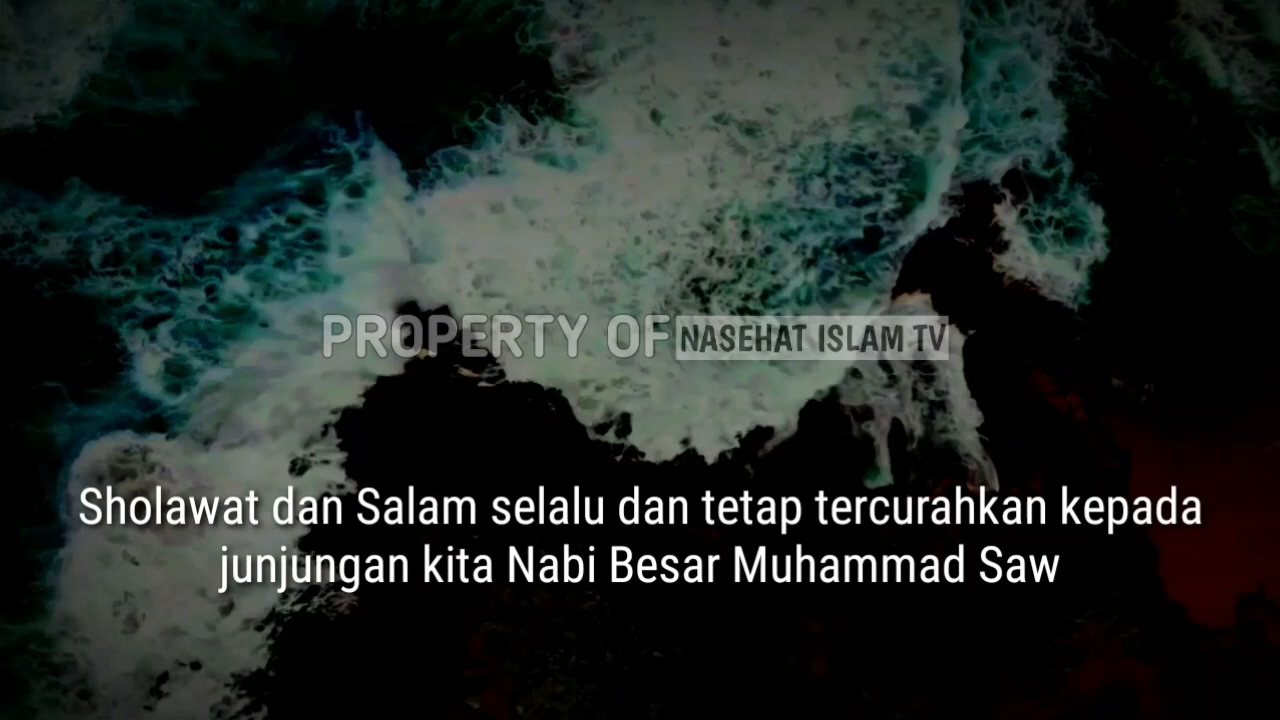 PROPERTY OF NASEHAT ISLAM TV
Sholawat dan Salam selalu dan tetap tercurahkan kepada
junjungan kita Nabi Besar Muhammad Saw